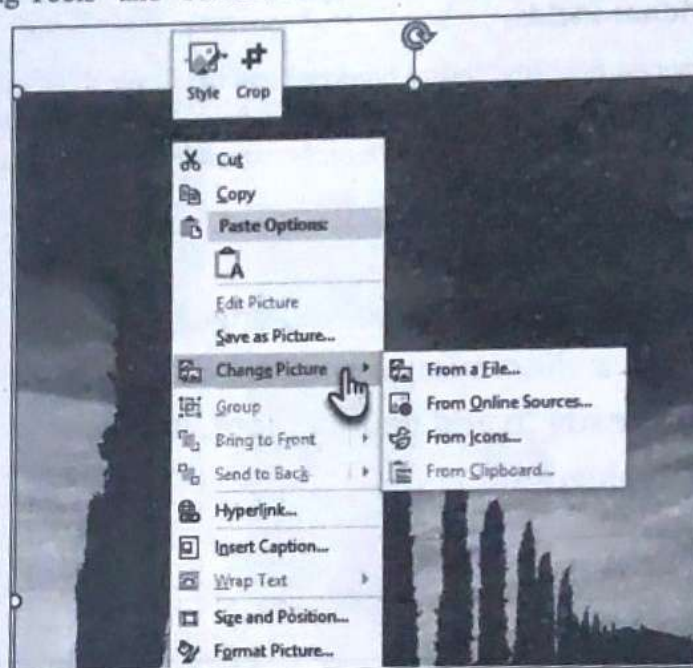 Style Crop
Cut
Copy
Paste Options:
A
Edit Picture
Save as Picture...
Change Picture
From a File...
Group
From Online Sources...
Bring to Front
From Icons...
Send to Back
From Clipboard...
Hyperlink...
Insert Caption...
Wrap Text
Size and Position...
Format Picture...